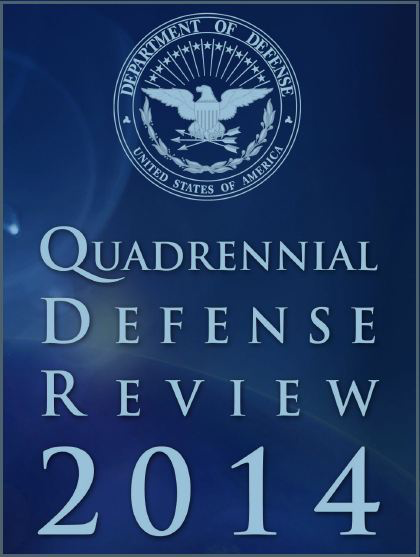 DEPARTMENT OF DEFENSE
UNITED STATES OF AMERICA
QUADRENNIAL
DEFENSE
REVIEW
2014